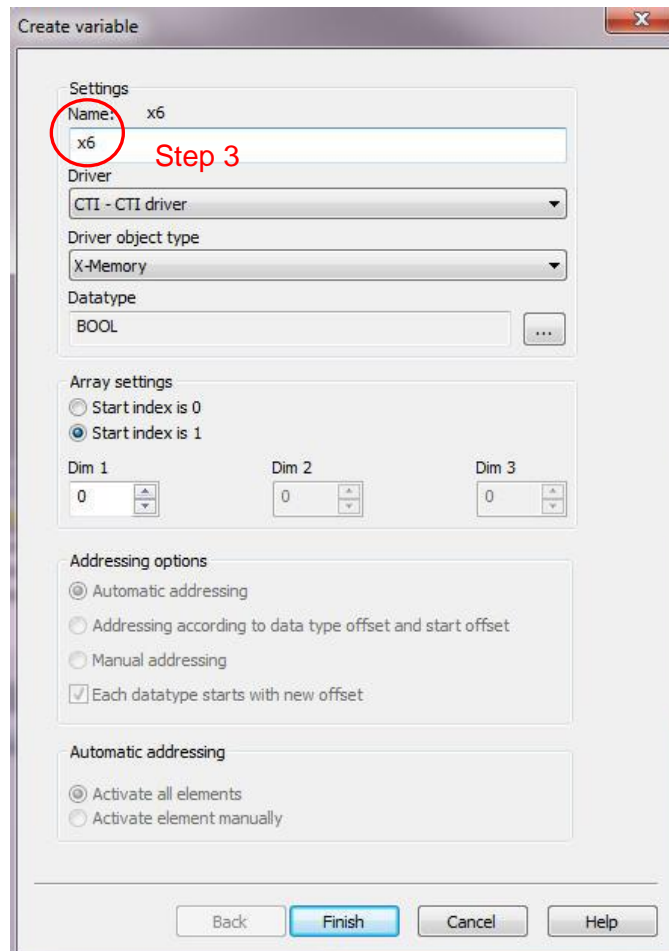 Create variable
Settings
Name: x6
x6
Step 3
Driver
CTI - CTI driver
Driver object type
X-Memory
Datatype
BOOL
...
Array settings
Start index is 0
Start index is 1
Dim 1 Dim 2 Dim 3
0 0 0
Addressing options
Automatic addressing
Addressing according to data type offset and start offset
Manual addressing
Each datatype starts with new offset
Automatic addressing
Activate all elements
Activate element manually
Back Finish Cancel Help